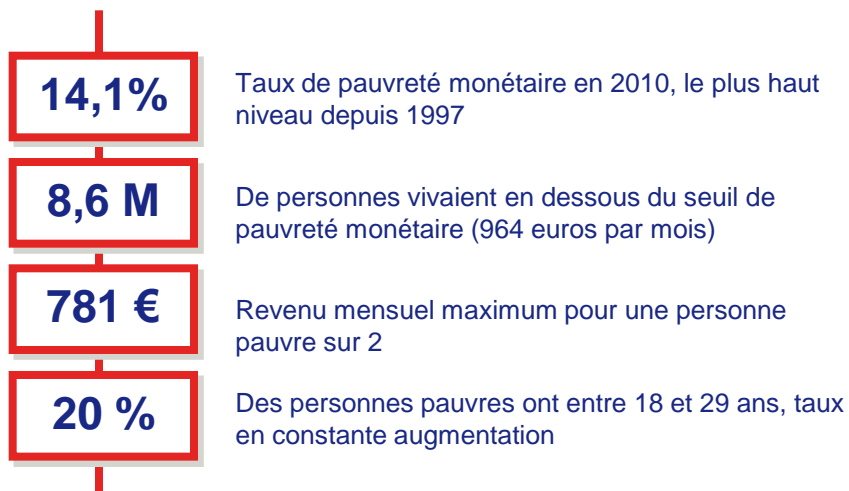 14,1%
Taux de pauvreté monétaire en 2010, le plus haut
niveau depuis 1997
8,6 M
De personnes vivaient en dessous du seuil de
pauvreté monétaire (964 euros par mois)
781 €
Revenu mensuel maximum pour une personne
pauvre sur 2
20 %
Des personnes pauvres ont entre 18 et 29 ans, taux
en constante augmentation